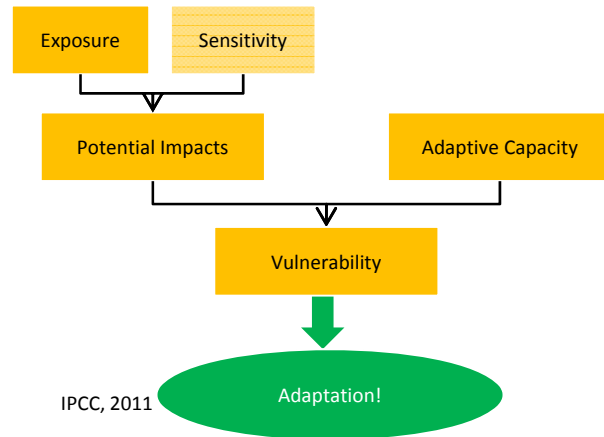 Exposure
Sensitivity
Potential Impacts
Adaptive Capacity
Vulnerability
Adaptation!
IPCC, 2011